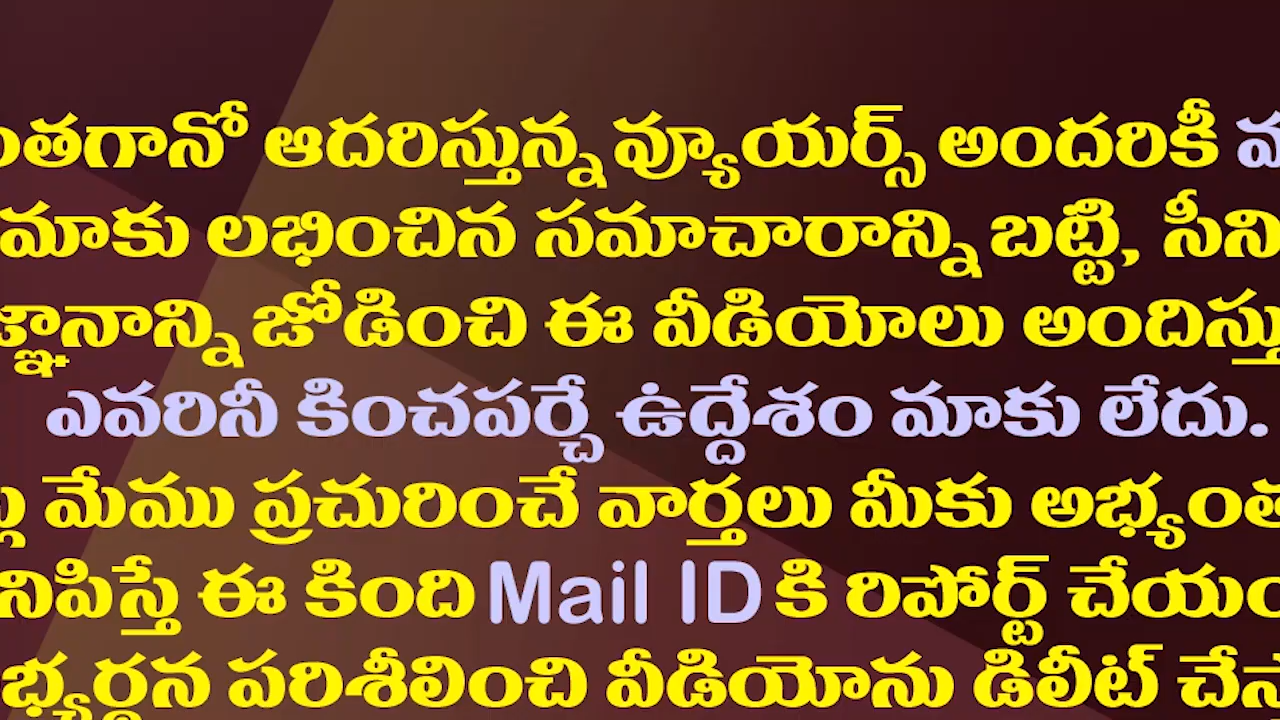 ంతగానో ఆదరిస్తున్న వ్యూయర్స్ అందరికీ
మాకు లభించిన సమాచారాన్ని బట్టి, సీని
జ్ఞానాన్ని జోడించి ఈ వీడియోలు అందిస్తు
ఎవరినీ కించపర్చే ఉద్దేశం మాకు లేదు.
మేము ప్రచురించే వార్తలు మీకు అభ్యంత
నిపిస్తే ఈ కింది Mail ID కి రిపోర్ట్ చేయం
భ్యర్థన పరిశీలించి వీడియోను డిలీట్ చేస